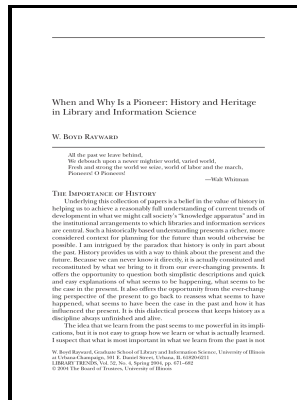 When and Why Is a Pioneer: History and Heritage
in Library and Information Science
W. Boyd Rayward
All the past we leave behind,
We debouch upon a newer mightier world, varied world,
Fresh and strong the world we seize, world of labor and the march,
Pioneers! O Pioneers!
—Walt Whitman
The Importance of History
Underlying this collection of papers is a belief in the value of history in
helping us to achieve a reasonably full understanding of current trends of
development in what we might call society's "knowledge apparatus" and in
the institutional arrangements to which libraries and information services
are central. Such a historically based understanding presents a richer, more
considered context for planning for the future than would otherwise be
possible. I am intrigued by the paradox that history is only in part about
the past. History provides us with a way to think about the present and the
future. Because we can never know it directly, it is actually constituted and
reconstituted by what we bring to it from our ever-changing presents. It
offers the opportunity to question both simplistic descriptions and quick
and easy explanations of what seems to be happening, what seems to be
the case in the present. It also offers the opportunity from the ever-chang-
ing perspective of the present to go back to reassess what seems to have
happened, what seems to have been the case in the past and how it has
influenced the present. It is this dialectical process that keeps history as a
discipline always unfinished and alive.
The idea that we learn from the past seems to me powerful in its impli-
cations, but it is not easy to grasp how we learn or what is actually learned.
I suspect that what is most important in what we learn from the past is not
W. Boyd Rayward, Graduate School of Library and Information Science, University of Illinois
at Urbana-Champaign, 501 E. Daniel Street, Urbana, IL 61820-6211
LIBRARY TRENDS, Vol. 52, No. 4, Spring 2004, pp. 671–682
© 2004 The Board of Trustees, University of Illinois